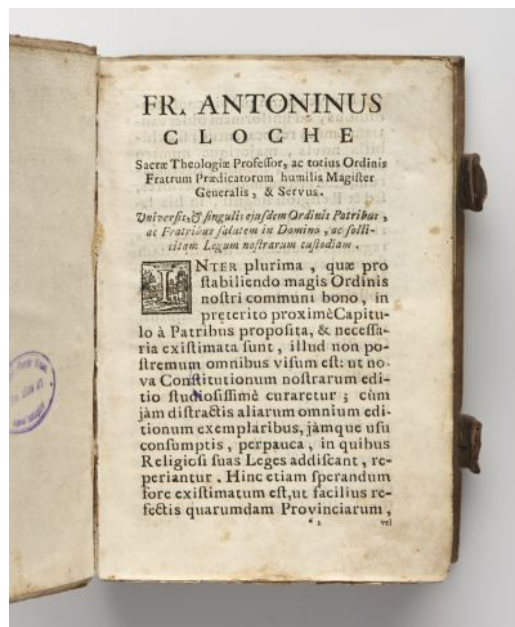 FR. ANTONINUS
CLOCHE
Sacræ Theologiæ Professor, ac totius Ordinis
Fratrum Prædicatorum humilis Magister
Generalis, & Servus.
Universis, & singulis ejusdem Ordinis Patribus,
ac Fratribus salutem in Domino, ac solli-
citam Legum nostrarum custodiam.
INTER plurima, quæ pro
stabiliendo magis Ordinis
nostri communi bono, in
preterito proximè Capitu-
lo à Patribus proposita, & necessa-
ria existimata sunt, illud non po-
stremum omnibus visum est: ut no-
va Constitutionum nostrarum edi-
tio studiosissimè curaretur; cùm
jàm distractis aliarum omnium edi-
tionum exemplaribus, jàmque usu
consumptis, perpauca, in quibus
Religiosi suas Leges addiscant, re-
periantur. Hinc etiam sperandum
fore existimatum est, ut facilius re-
fectis quarumdam Provinciarum,
* 2 vel